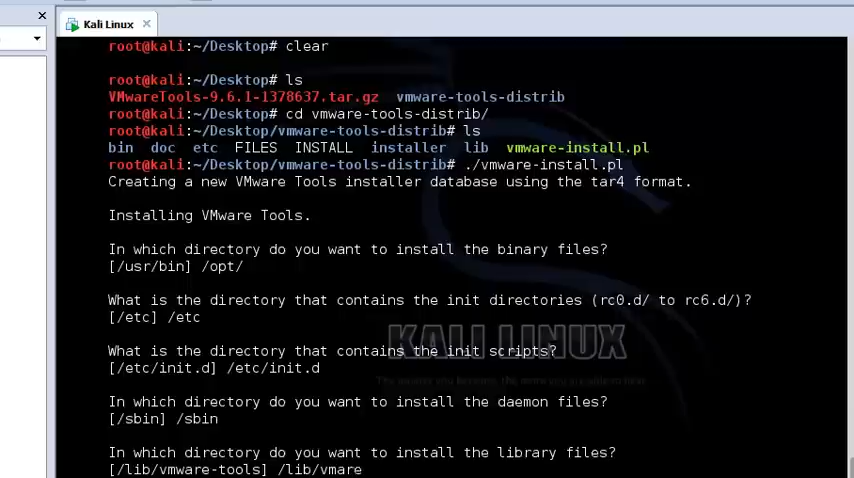 Kali Linux
root@kali:~/Desktop# clear
root@kali:~/Desktop# ls
VMwareTools-9.6.1-1378637.tar.gz  vmware-tools-distrib
root@kali:~/Desktop# cd vmware-tools-distrib/
root@kali:~/Desktop/vmware-tools-distrib# ls
bin  doc  etc  FILES  INSTALL  installer  lib  vmware-install.pl
root@kali:~/Desktop/vmware-tools-distrib# ./vmware-install.pl
Creating a new VMware Tools installer database using the tar4 format.
Installing VMware Tools.
In which directory do you want to install the binary files?
[/usr/bin] /opt/
What is the directory that contains the init directories (rc0.d/ to rc6.d/)?
[/etc] /etc
KALI LINUX
What is the directory that contains the init scripts?
[/etc/init.d] /etc/init.d
In which directory do you want to install the daemon files?
[/sbin] /sbin
In which directory do you want to install the library files?
[/lib/vmware-tools] /lib/vmare